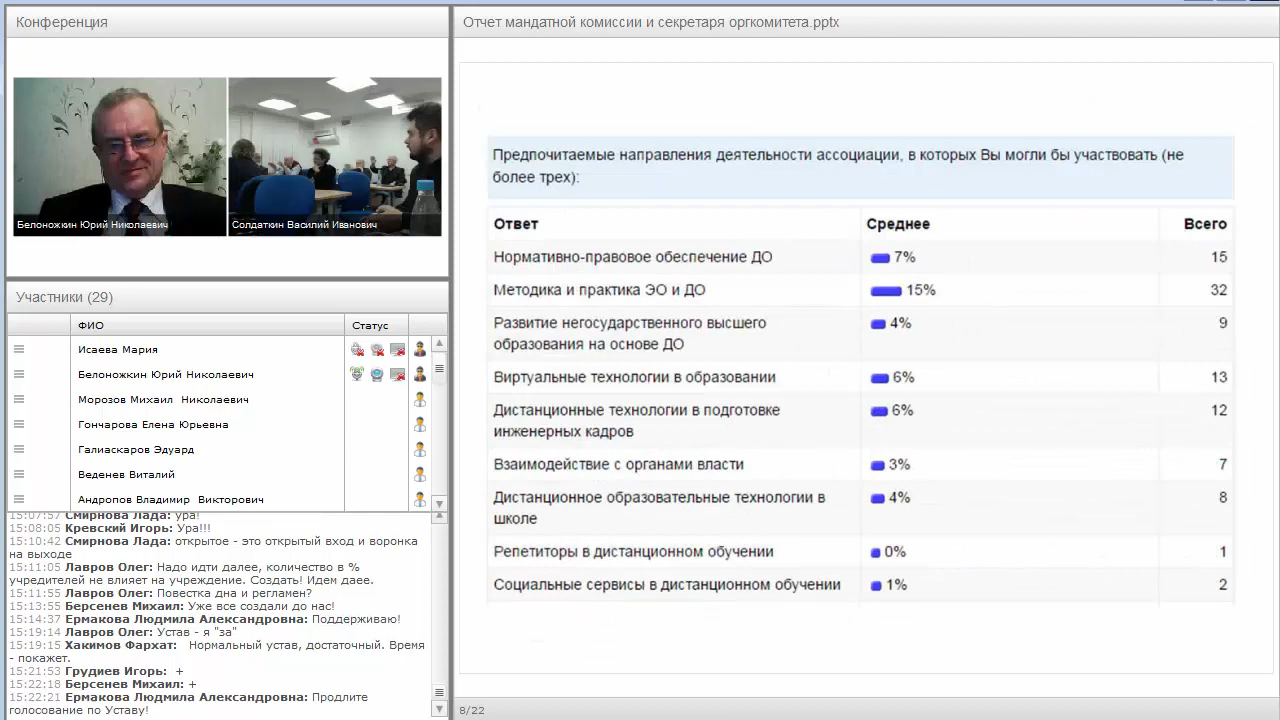 Конференция
Белоножкин Юрий Николаевич
Солдаткин Василий Иванович
Участники (29)
ФИО
Статус
Исаева Мария
Белоножкин Юрий Николаевич
Морозов Михаил Николаевич
Гончарова Елена Юрьевна
Галиаскаров Эдуард
Веденев Виталий
Андропов Владимир Викторович
15:07:57 Смирнова Лада: ура!
15:08:05 Кревский Игорь: Ура!!!
15:10:42 Смирнова Лада: открытое - это открытый вход и воронка
на выходе
15:11:05 Лавров Олег: Надо идти далее, количество в %
учредителей не влияет на учреждение. Создать! Идем даее.
15:11:55 Лавров Олег: Повестка дна и регламен?
15:13:55 Берсенев Михаил: Уже все создали до нас!
15:14:37 Ермакова Людмила Александровна: Поддерживаю!
15:19:14 Лавров Олег: Устав - я "за"
15:19:15 Хакимов Фархат: Нормальный устав, достаточный. Время
- покажет.
15:21:53 Грудиев Игорь: +
15:22:18 Берсенев Михаил: +
15:22:21 Ермакова Людмила Александровна: Продлите
голосование по Уставу!
Отчет мандатной комиссии и секретаря оргкомитета.pptx
Предпочитаемые направления деятельности ассоциации, в которых Вы могли бы участвовать (не
более трех):
Ответ Среднее Всего
Нормативно-правовое обеспечение ДО 7% 15
Методика и практика ЭО и ДО 15% 32
Развитие негосударственного высшего 4% 9
образования на основе ДО
Виртуальные технологии в образовании 6% 13
Дистанционные технологии в подготовке 6% 12
инженерных кадров
Взаимодействие с органами власти 3% 7
Дистанционное образовательные технологии в 4% 8
школе
Репетиторы в дистанционном обучении 0% 1
Социальные сервисы в дистанционном обучении 1% 2
8/22